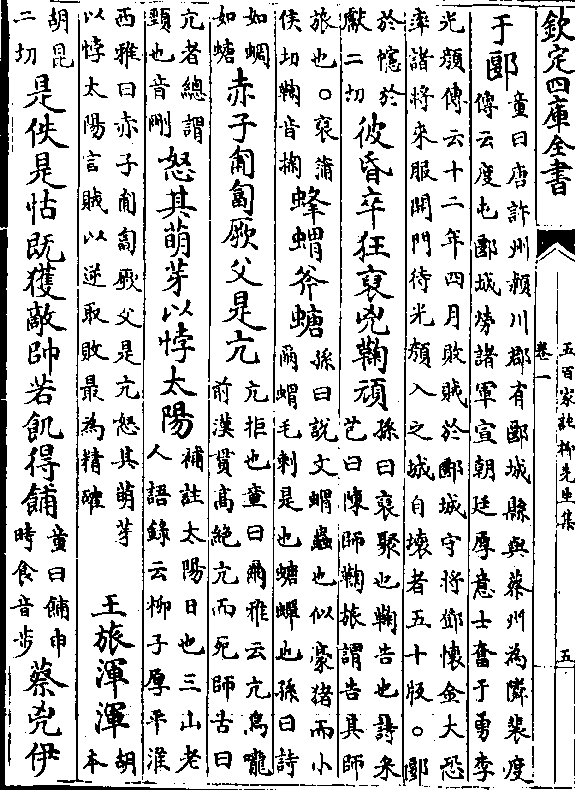 欽定四庫全書
五百家註柳先生集
卷一
五
于郾
童曰唐許州潁川郡有郾城縣與蔡州為隣裴度
傳云度屯郾城勞諸軍宣朝廷厚意士奮于勇李
光顔傳云十二年四月敗賊於郾城守將鄧懷金大恐
率諸將來服開門待光顔入之城自壞者五十版。郾
於幰於
獻二切
彼昏卒狂裒兇鞠頑
孫曰裒聚也鞠告也詩采
芑曰陳師鞠旅謂告其師
旅也。裒蒲
侯切鞠音掬
蜂蝟斧螗
孫曰說文蝟蟲也似豪猪而小
爾蝟毛刺是也螗蟬也孫曰詩
如蜩
如螗
赤子匍匐厥父是亢
亢拒也童曰爾雅云亢鳥嚨
前漢貫高絶亢而死師古曰
亢者總謂
頸也音剛
怒其萌芽以悖太陽
補註太陽日也三山老
人語録云柳子厚平淮
西雅曰赤子匍匐厥父是亢怒其萌芽
以悖太陽言賊以逆取敗最為精確
王旅渾渾
胡
本
胡昆
二切
是佚是怙既獲敵帥若飢得餔
童曰餔申
時食音步
蔡兇伊